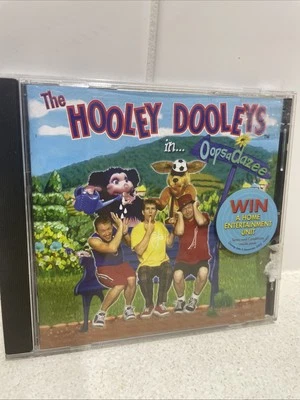 The
HOOLEY DOOLEYS
in...
Oopsadazee
WIN
A HOME
ENTERTAINMENT
UNIT